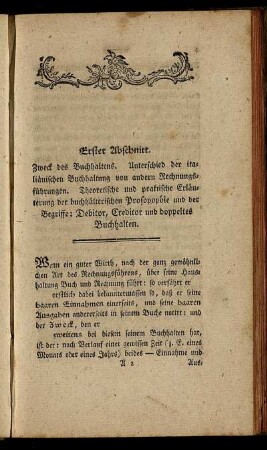 Erster Abschnitt.
Zweck des Buchhaltens. Unterschied der ita-
liänischen Buchhaltung von andern Rechnungs-
führungen. Theoretische und praktische Erläu-
terung der buchhälterischen Prosopopöie und der
Begriffe: Debitor, Creditor und doppeltes
Buchhalten.
Wenn ein guter Wirth, nach der ganz gewöhnli-
chen Art des Rechnungsführens, über seine Haus-
haltung Buch und Rechnung führt: so verfährt er
erstlich dabei bekanntermassen so, daß er seine
baaren Einnahmen einerseits, und seine baaren
Ausgaben andererseits in seinem Buche notirt: und
der Zweck, den er
zweitens bei diesem seinem Buchhalten hat,
ist der: nach Verlauf einer gewissen Zeit (z. E. eines
Monats oder eines Jahrs) beides — Einnahme und
A 2 Aus-